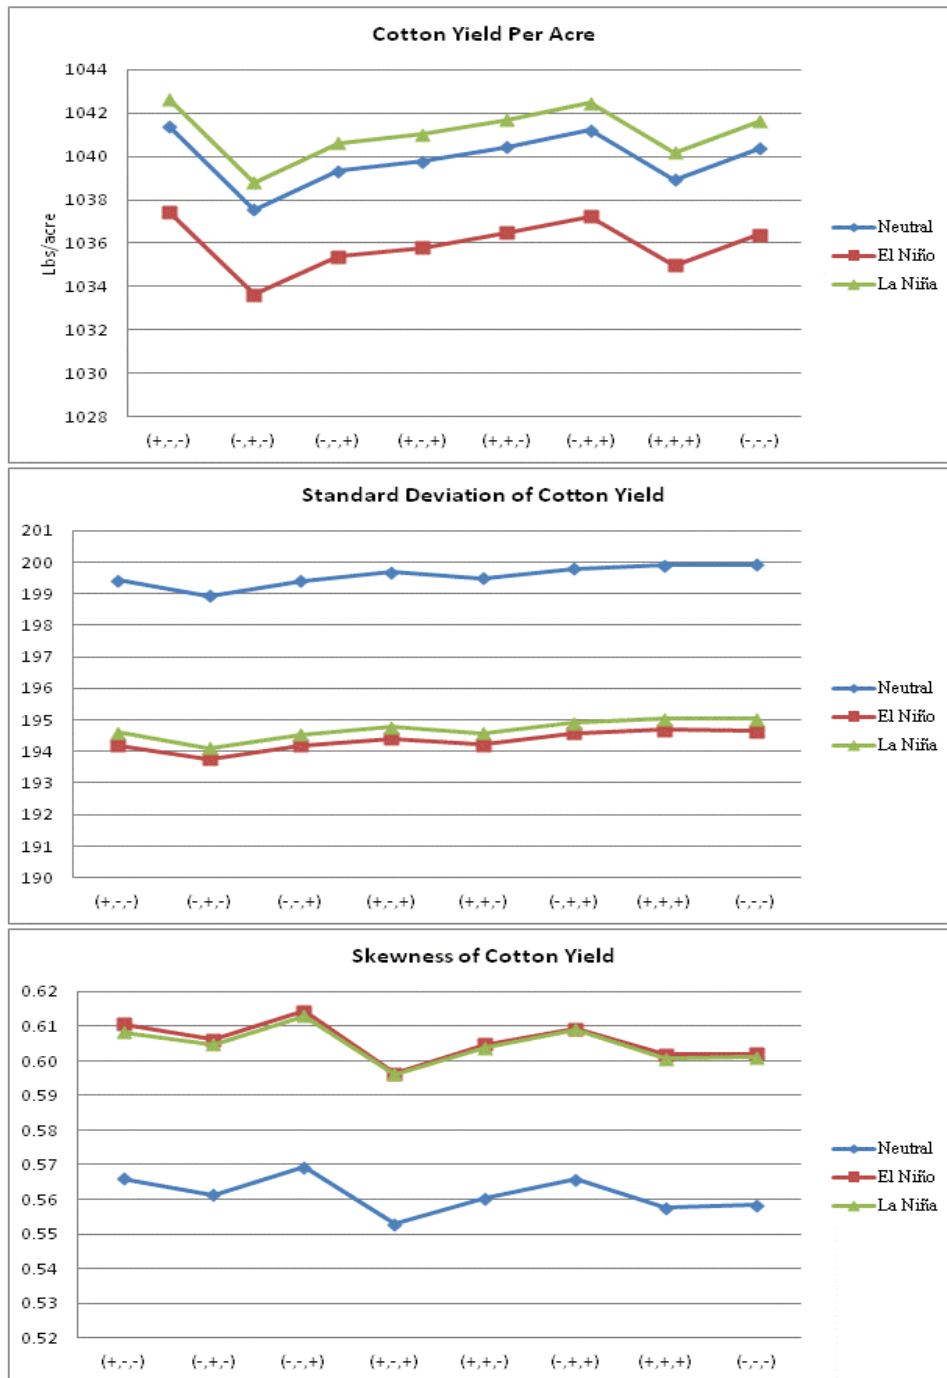 Cotton Yield Per Acre
1044
1042
1040
1038
1036
1034
1032
1030
1028
Lbs/acre
(+,-,-) (-,+,-) (-,-,+) (+,-,+) (+,+,-) (-,+,+) (+,+,+) (-,-,-)
Neutral
El Niño
La Niña
Standard Deviation of Cotton Yield
201
200
199
198
197
196
195
194
193
192
191
190
(+,-,-) (-,+,-) (-,-,+) (+,-,+) (+,+,-) (-,+,+) (+,+,+) (-,-,-)
Neutral
El Niño
La Niña
Skewness of Cotton Yield
0.62
0.61
0.60
0.59
0.58
0.57
0.56
0.55
0.54
0.53
0.52
(+,-,-) (-,+,-) (-,-,+) (+,-,+) (+,+,-) (-,+,+) (+,+,+) (-,-,-)
Neutral
El Niño
La Niña